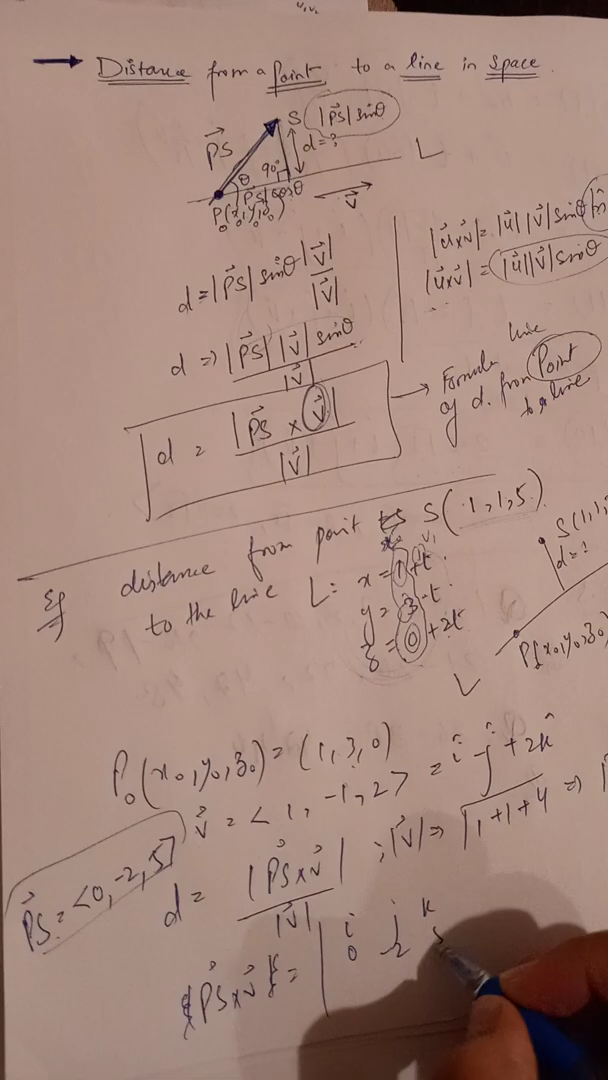 → Distance from a Point to a line in space.
PS⃗ S |PS⃗| sinθ
d=?
L
θ 90°
|PS| cosθ
P₀(x₀,y₀,z₀) v⃗
d = |PS⃗| sinθ |v⃗| / |v⃗|
|u⃗×v⃗| = |u⃗| |v⃗| sinθ
|u⃗×v⃗| = |u⃗||v⃗| sinθ
d ⇒ |PS⃗| |v⃗| sinθ / |v⃗|
d = |PS⃗ × v⃗| / |v⃗|
→ Formula
of d. from Point
to line
Eg distance from point S(1,1,5)
to the line L: x = 1+t
y = 3-t
z = 0+2t
S(1,1,
d=?
P(x₀,y₀,z₀)
L
P₀(x₀,y₀,z₀) = (1,3,0)
v⃗ = <1,-1,2> = î - ĵ + 2k̂
PS⃗ = <0,-2,5>
d = |PS⃗×v⃗| / |v⃗| ; |v⃗| ⇒ √1+1+4 ⇒
PS⃗×v⃗ = | i j k
0 -2 5